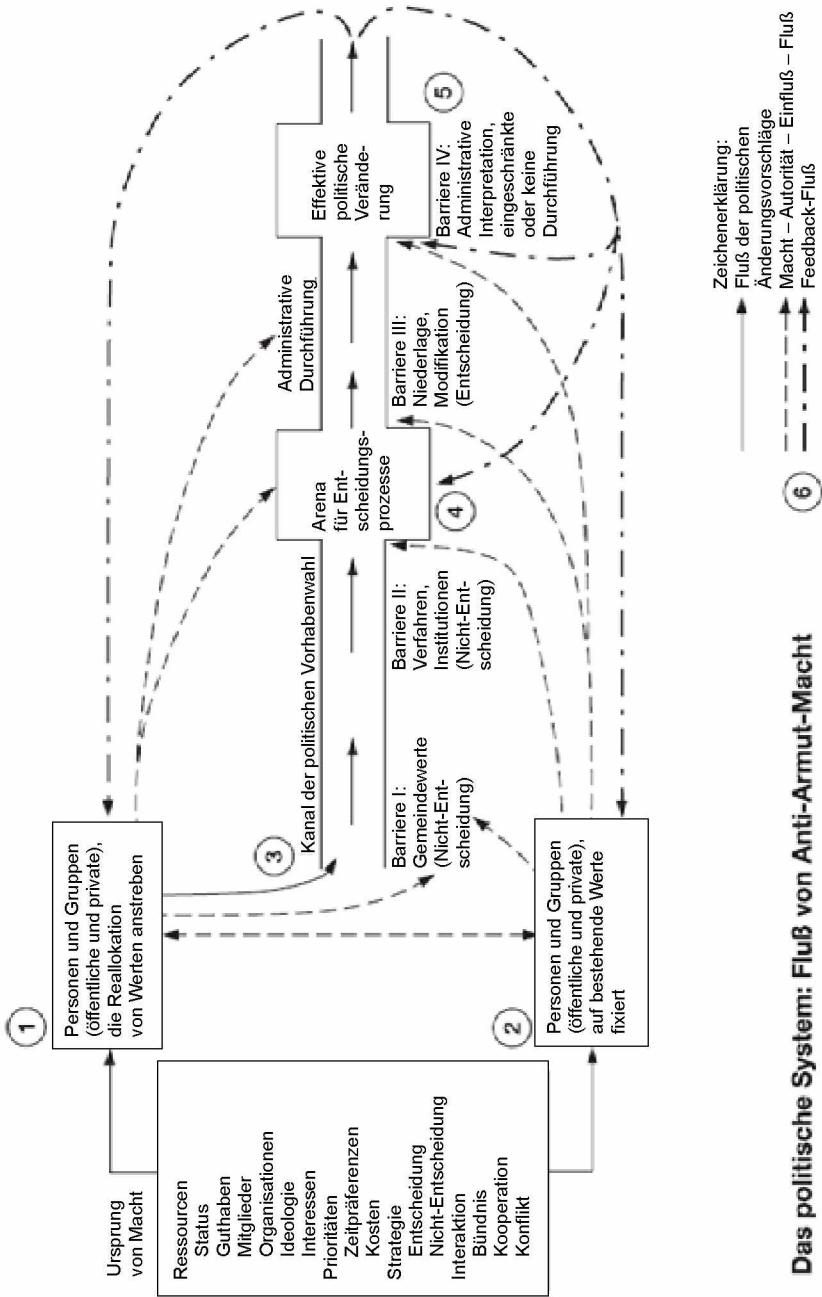 Ursprung
von Macht
Ressourcen
Status
Guthaben
Mitglieder
Organisationen
Ideologie
Interessen
Prioritäten
Zeitpräferenzen
Kosten
Strategie
Entscheidung
Nicht-Entscheidung
Interaktion
Bündnis
Kooperation
Konflikt
1
Personen und Gruppen
(öffentliche und private),
die Reallokation
von Werten anstreben
2
Personen und Gruppen
(öffentliche und private),
auf bestehende Werte
fixiert
3
Kanal der politischen Vorhabenwahl
Barriere I:
Gemeindewerte
(Nicht-Ent-
scheidung)
Barriere II:
Verfahren,
Institutionen
(Nicht-Ent-
scheidung)
Arena
für Ent-
scheidungs-
prozesse
4
Administrative
Durchführung
Barriere III:
Niederlage,
Modifikation
(Entscheidung)
Effektive
politische
Verände-
rung
Barriere IV:
Administrative
Interpretation,
eingeschränkte
oder keine
Durchführung
5
Zeichenerklärung:
Fluß der politischen
Änderungsvorschläge
Macht – Autorität – Einfluß – Fluß
Feedback-Fluß
6
Das politische System: Fluß von Anti-Armut-Macht